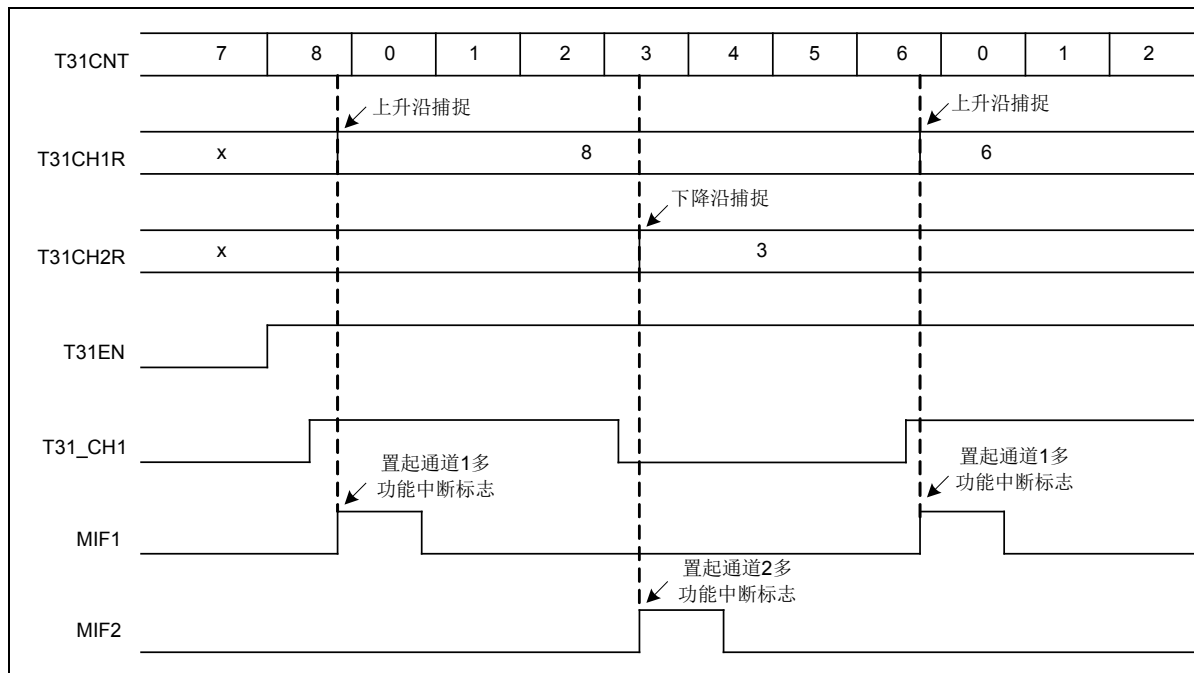 T31CNT 7 8 0 1 2 3 4 5 6 0 1 2
上升沿捕捉 上升沿捕捉
T31CH1R x 8 6
下降沿捕捉
T31CH2R x 3
T31EN
T31_CH1
置起通道1多
功能中断标志
置起通道1多
功能中断标志
MIF1
置起通道2多
功能中断标志
MIF2